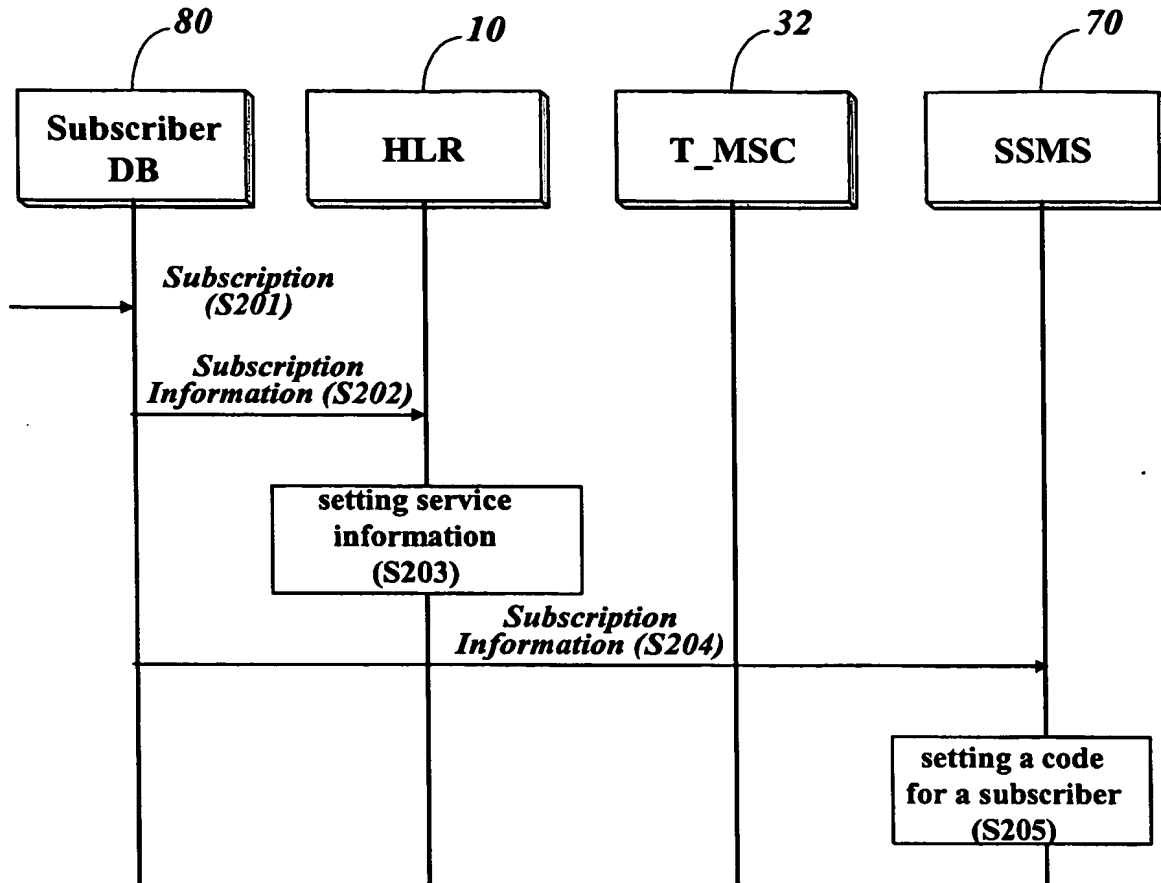 80
10
32
70
Subscriber
DB
HLR
T_MSC
SSMS
Subscription
(S201)
Subscription
Information (S202)
setting service
information
(S203)
Subscription
Information (S204)
setting a code
for a subscriber
(S205)